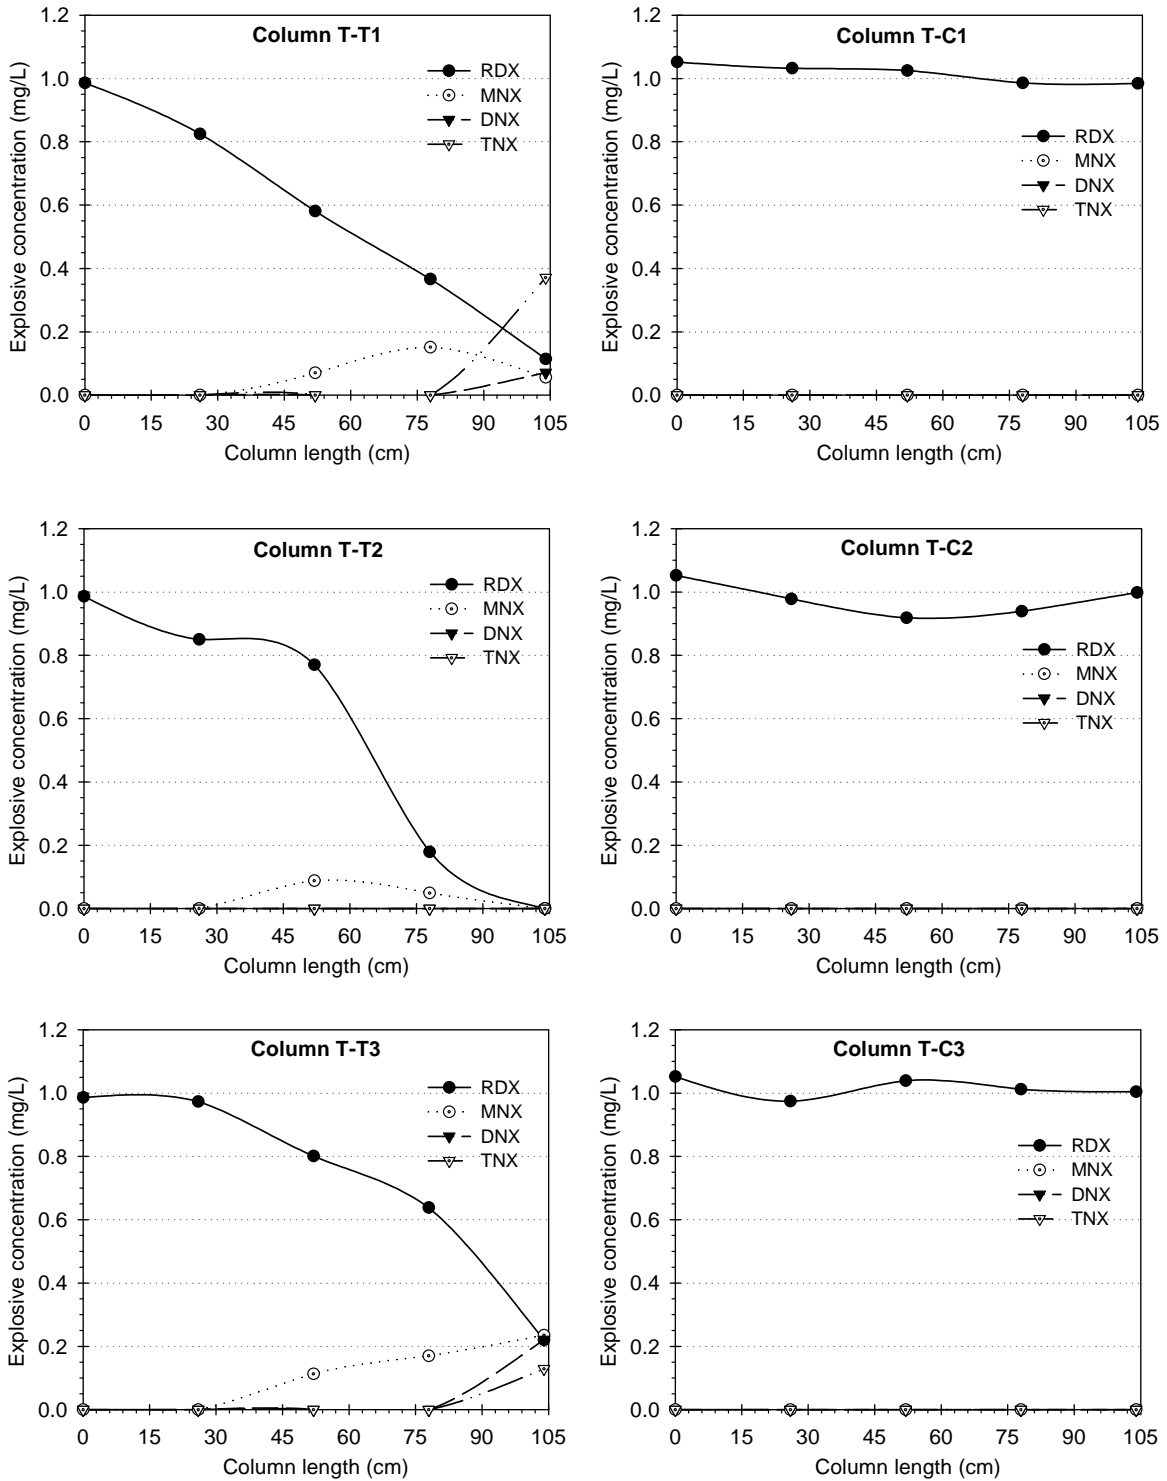 Column T-T1
Explosive concentration (mg/L)
1.2
1.0
0.8
0.6
0.4
0.2
0.0
RDX
MNX
DNX
TNX
0 15 30 45 60 75 90 105
Column length (cm)
Column T-C1
Explosive concentration (mg/L)
1.2
1.0
0.8
0.6
0.4
0.2
0.0
RDX
MNX
DNX
TNX
0 15 30 45 60 75 90 105
Column length (cm)
Column T-T2
Explosive concentration (mg/L)
1.2
1.0
0.8
0.6
0.4
0.2
0.0
RDX
MNX
DNX
TNX
0 15 30 45 60 75 90 105
Column length (cm)
Column T-C2
Explosive concentration (mg/L)
1.2
1.0
0.8
0.6
0.4
0.2
0.0
RDX
MNX
DNX
TNX
0 15 30 45 60 75 90 105
Column length (cm)
Column T-T3
Explosive concentration (mg/L)
1.2
1.0
0.8
0.6
0.4
0.2
0.0
RDX
MNX
DNX
TNX
0 15 30 45 60 75 90 105
Column length (cm)
Column T-C3
Explosive concentration (mg/L)
1.2
1.0
0.8
0.6
0.4
0.2
0.0
RDX
MNX
DNX
TNX
0 15 30 45 60 75 90 105
Column length (cm)